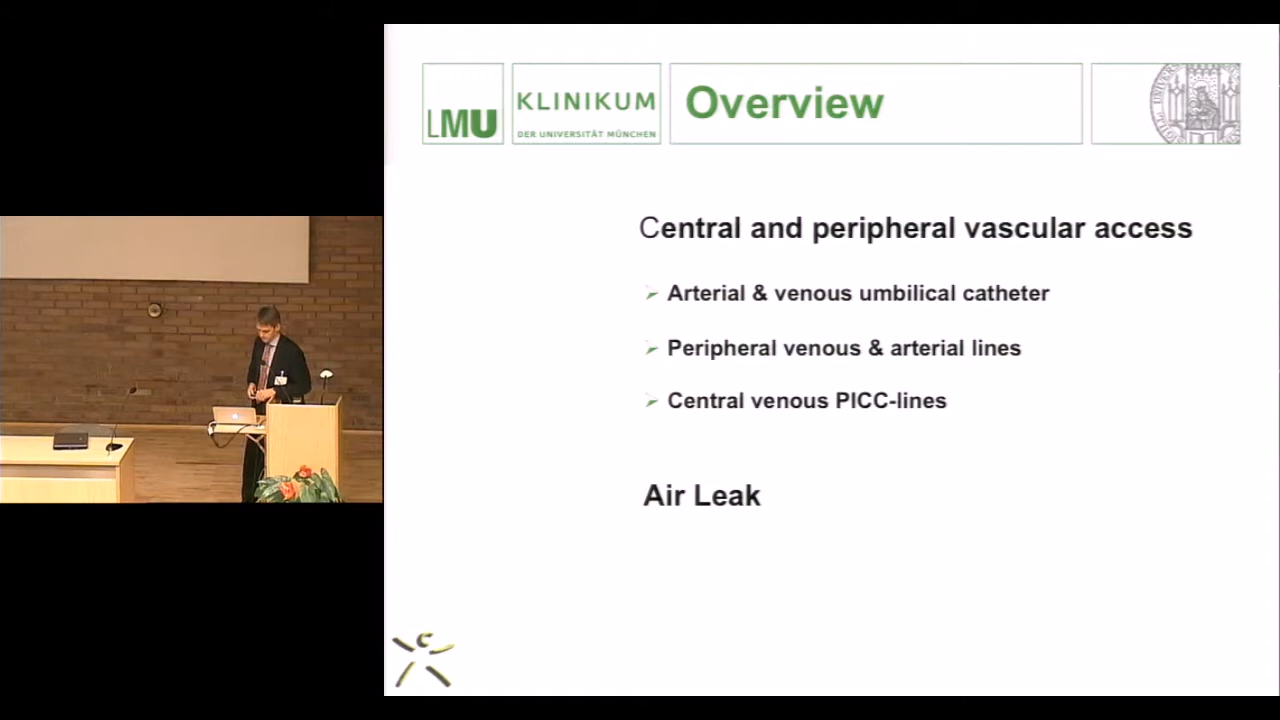 LMU
KLINIKUM
DER UNIVERSITÄT MÜNCHEN
Overview
Central and peripheral vascular access
Arterial & venous umbilical catheter
Peripheral venous & arterial lines
Central venous PICC-lines
Air Leak